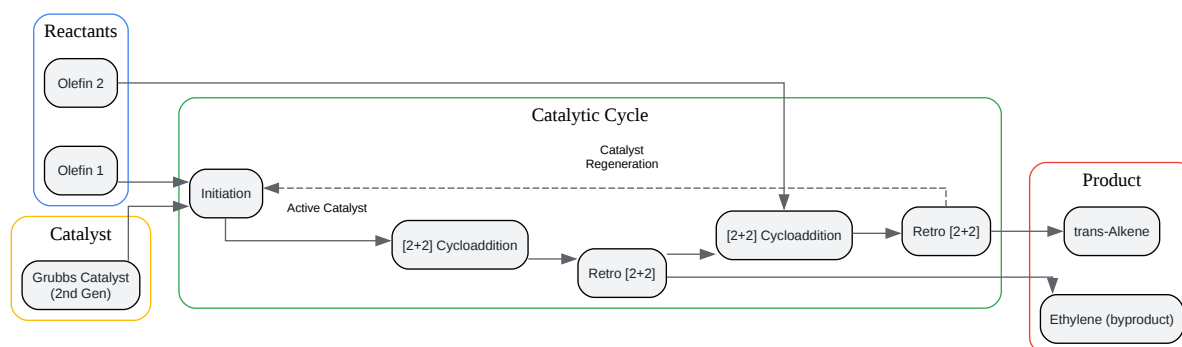 Reactants
Olefin 2
Olefin 1
Catalyst
Grubbs Catalyst
(2nd Gen)
Catalytic Cycle
Catalyst
Regeneration
Initiation
Active Catalyst
[2+2] Cycloaddition
Retro [2+2]
[2+2] Cycloaddition
Retro [2+2]
Product
trans-Alkene
Ethylene (byproduct)